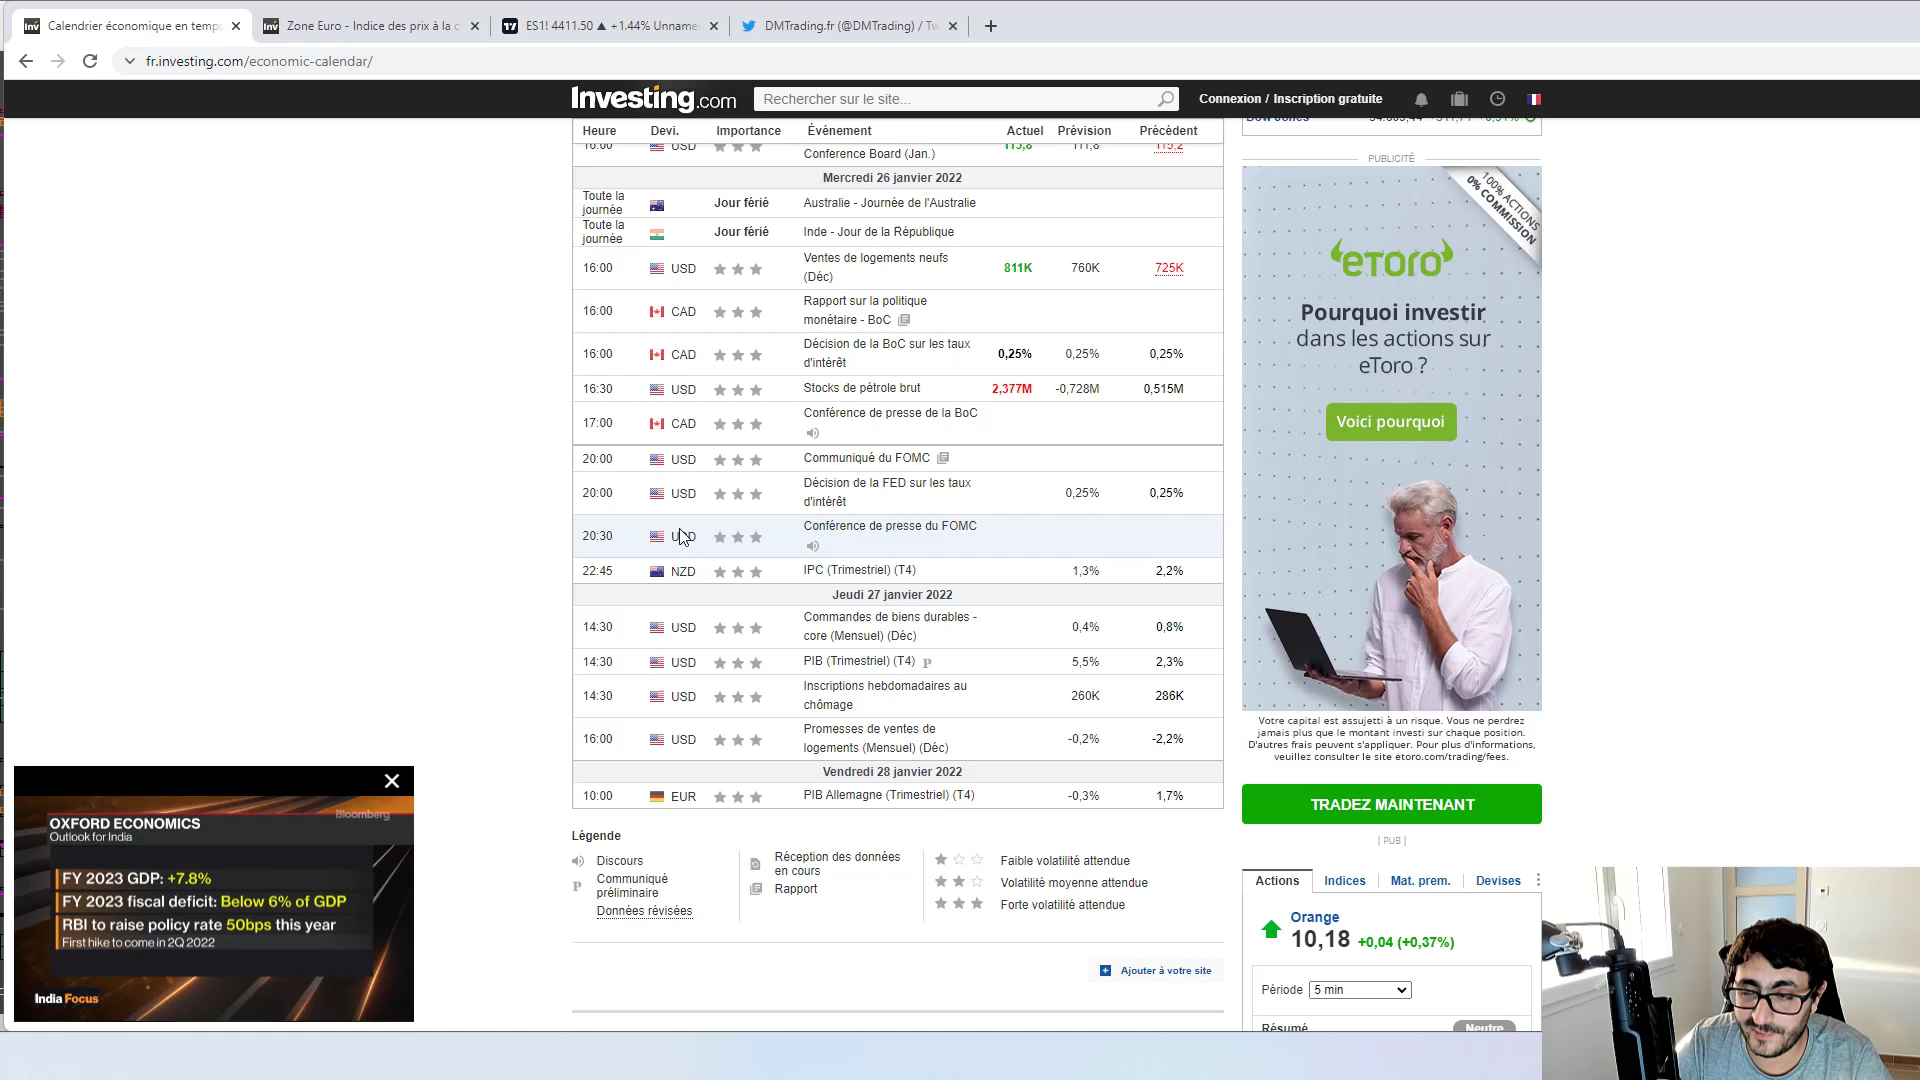 Calendrier économique en temps
Zone Euro - Indice des prix à la c
ES1! 4411.50 ▲ +1.44% Unname
DMTrading.fr (@DMTrading) / Tw
fr.investing.com/economic-calendar/
Investing.com
Rechercher sur le site...
Connexion / Inscription gratuite
Heure Devi. Importance Événement Actuel Prévision Précédent
16:00 USD 113,8 111,8 115,2
Conference Board (Jan.)
Mercredi 26 janvier 2022
Toute la journée Jour férié Australie - Journée de l'Australie
Toute la journée Jour férié Inde - Jour de la République
16:00 USD Ventes de logements neufs (Déc) 811K 760K 725K
16:00 CAD Rapport sur la politique monétaire - BoC
16:00 CAD Décision de la BoC sur les taux d'intérêt 0,25% 0,25% 0,25%
16:30 USD Stocks de pétrole brut 2,377M -0,728M 0,515M
17:00 CAD Conférence de presse de la BoC
20:00 USD Communiqué du FOMC
20:00 USD Décision de la FED sur les taux d'intérêt 0,25% 0,25%
20:30 USD Conférence de presse du FOMC
22:45 NZD IPC (Trimestriel) (T4) 1,3% 2,2%
Jeudi 27 janvier 2022
14:30 USD Commandes de biens durables - core (Mensuel) (Déc) 0,4% 0,8%
14:30 USD PIB (Trimestriel) (T4) P 5,5% 2,3%
14:30 USD Inscriptions hebdomadaires au chômage 260K 286K
16:00 USD Promesses de ventes de logements (Mensuel) (Déc) -0,2% -2,2%
Vendredi 28 janvier 2022
10:00 EUR PIB Allemagne (Trimestriel) (T4) -0,3% 1,7%
Légende
Discours
P Communiqué préliminaire
Données révisées
Réception des données en cours
Rapport
Faible volatilité attendue
Volatilité moyenne attendue
Forte volatilité attendue
Ajouter à votre site
PUBLICITÉ
100% ACTIONS
0% COMMISSION
eToro
Pourquoi investir
dans les actions sur
eToro ?
Voici pourquoi
Votre capital est assujetti à un risque. Vous ne perdrez
jamais plus que le montant investi sur chaque position.
D'autres frais peuvent s'appliquer. Pour plus d'informations,
veuillez consulter le site etoro.com/trading/fees.
TRADEZ MAINTENANT
| PUB |
Actions Indices Mat. prem. Devises
Orange
10,18 +0,04 (+0,37%)
Période 5 min
Résumé Neutre
Bloomberg
OXFORD ECONOMICS
Outlook for India
FY 2023 GDP: +7.8%
FY 2023 fiscal deficit: Below 6% of GDP
RBI to raise policy rate 50bps this year
First hike to come in 2Q 2022
India Focus